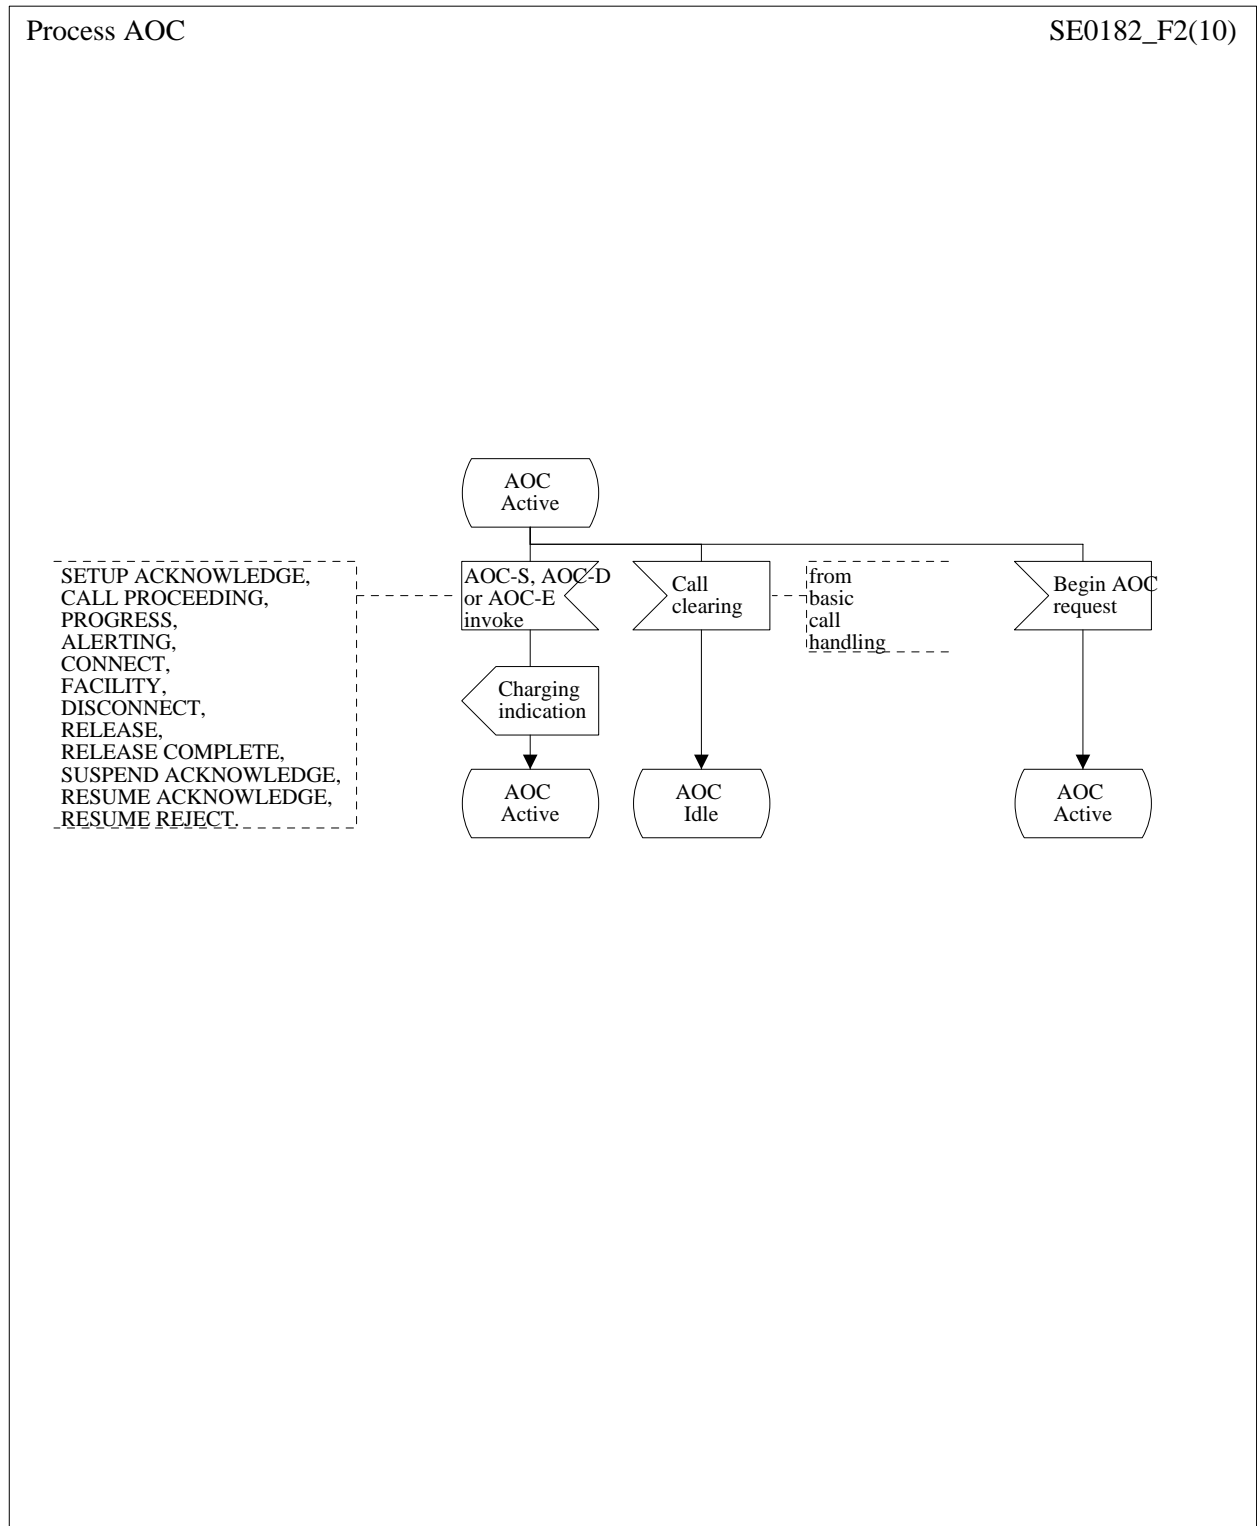 Process AOC
SE0182_F2(10)
AOC
Active
SETUP ACKNOWLEDGE,
CALL PROCEEDING,
PROGRESS,
ALERTING,
CONNECT,
FACILITY,
DISCONNECT,
RELEASE,
RELEASE COMPLETE,
SUSPEND ACKNOWLEDGE,
RESUME ACKNOWLEDGE,
RESUME REJECT.
AOC-S, AOC-D
or AOC-E
invoke
Call
clearing
from
basic
call
handling
Begin AOC
request
Charging
indication
AOC
Active
AOC
Idle
AOC
Active